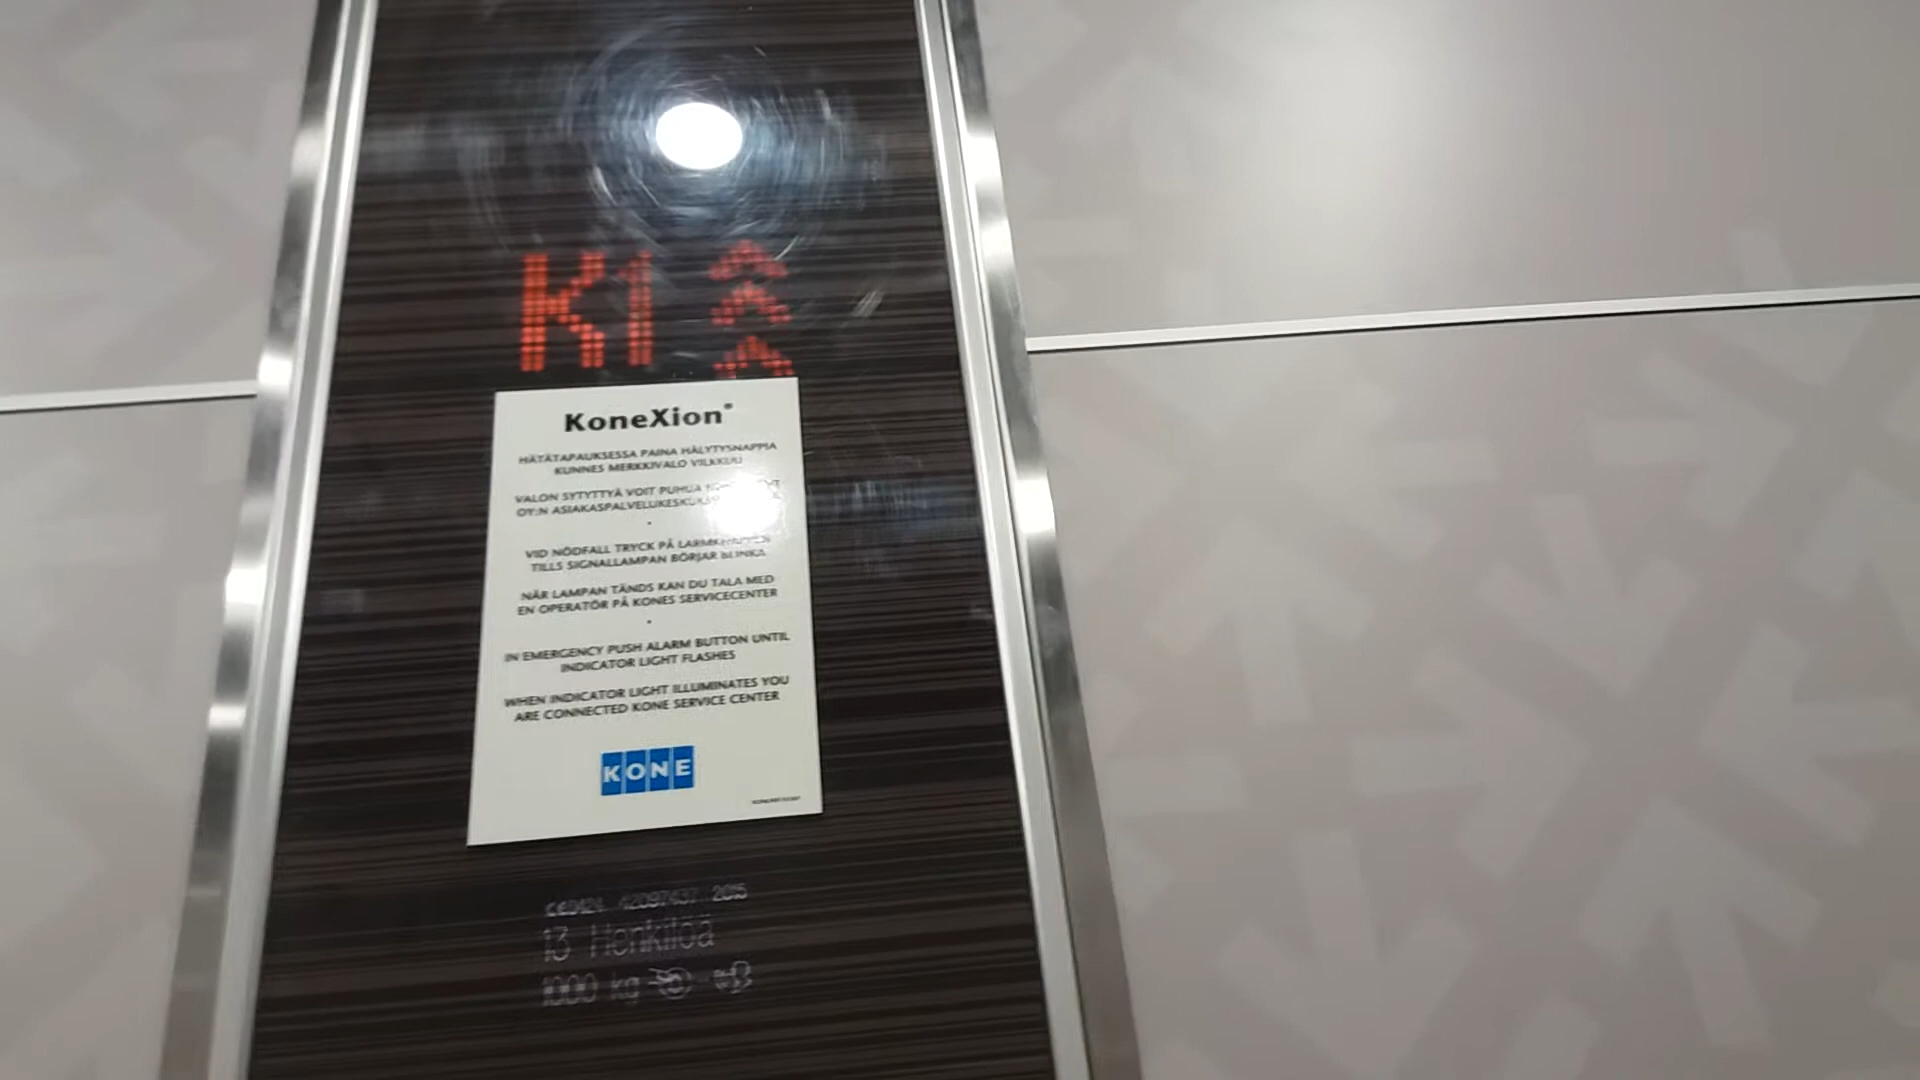 K1
KoneXion®
HÄTÄTAPAUKSESSA PAINA HÄLYTYSNAPPIA
KUNNES MERKKIVALO VILKKUU
VALON SYTYTTYÄ VOIT PUHUA
OY:N
VID NÖDFALL TRYCK PÅ LARMKNAPPEN
TILLS SIGNALLAMPAN BÖRJAR BLINKA
NÄR LAMPAN TÄNDS KAN DU TALA MED
EN OPERATÖR PÅ KONES SERVICECENTER
IN EMERGENCY PUSH ALARM BUTTON UNTIL
INDICATOR LIGHT FLASHES
WHEN INDICATOR LIGHT ILLUMINATES YOU
ARE CONNECTED KONE SERVICE CENTER
KONE
2015
13 Henkilöä
1000 kg